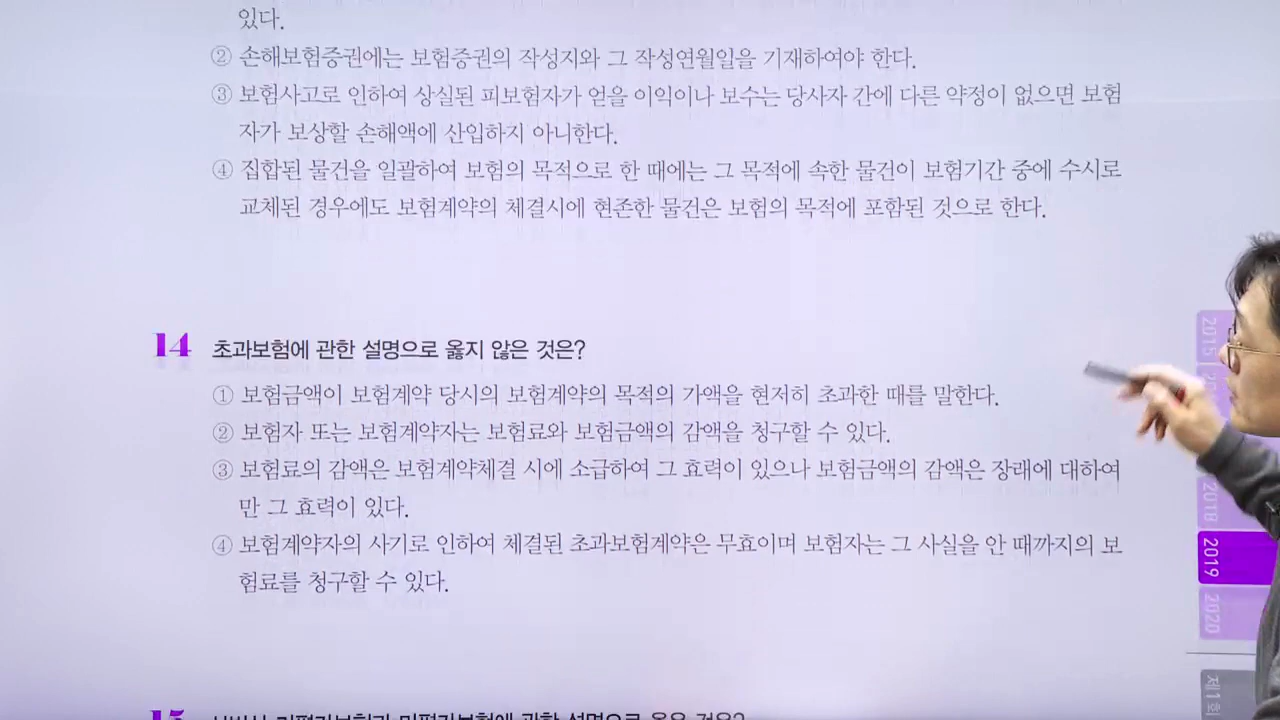 있다.
② 손해보험증권에는 보험증권의 작성지와 그 작성연월일을 기재하여야 한다.
③ 보험사고로 인하여 상실된 피보험자가 얻을 이익이나 보수는 당사자 간에 다른 약정이 없으면 보험
자가 보상할 손해액에 산입하지 아니한다.
④ 집합된 물건을 일괄하여 보험의 목적으로 한 때에는 그 목적에 속한 물건이 보험기간 중에 수시로
교체된 경우에도 보험계약의 체결시에 현존한 물건은 보험의 목적에 포함된 것으로 한다.
14 초과보험에 관한 설명으로 옳지 않은 것은?
① 보험금액이 보험계약 당시의 보험계약의 목적의 가액을 현저히 초과한 때를 말한다.
② 보험자 또는 보험계약자는 보험료와 보험금액의 감액을 청구할 수 있다.
③ 보험료의 감액은 보험계약체결 시에 소급하여 그 효력이 있으나 보험금액의 감액은 장래에 대하여
만 그 효력이 있다.
④ 보험계약자의 사기로 인하여 체결된 초과보험계약은 무효이며 보험자는 그 사실을 안 때까지의 보
험료를 청구할 수 있다.
2015
2018
2019
2020
제1회